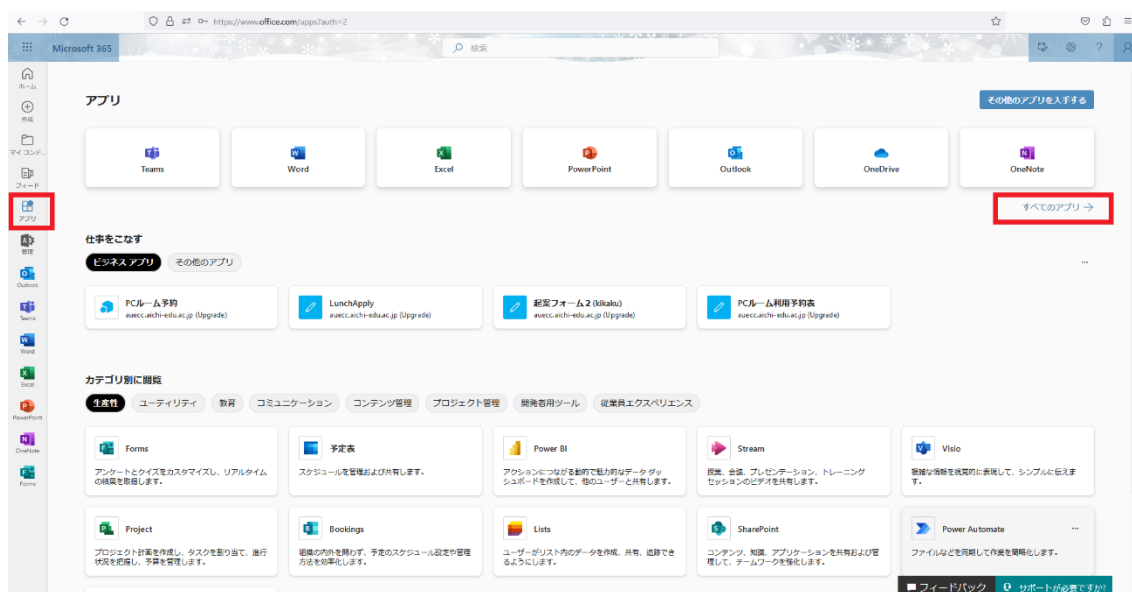 https://www.office.com/apps?auth=2
Microsoft 365
検索
ホーム
作成
マイ コンテ...
フィード
アプリ
管理
Outlook
Teams
Word
Excel
PowerPoint
OneNote
Forms
アプリ
その他のアプリを入手する
Teams
Word
Excel
PowerPoint
Outlook
OneDrive
OneNote
すべてのアプリ →
仕事をこなす
ビジネス アプリ
その他のアプリ
...
PCルーム予約
auecc.aichi-edu.ac.jp (Upgrade)
LunchApply
auecc.aichi-edu.ac.jp (Upgrade)
起案フォーム2 (kikaku)
auecc.aichi-edu.ac.jp (Upgrade)
PCルーム利用予約表
auecc.aichi-edu.ac.jp (Upgrade)
カテゴリ別に閲覧
生産性
ユーティリティ
教育
コミュニケーション
コンテンツ管理
プロジェクト管理
開発者用ツール
従業員エクスペリエンス
Forms
アンケートとクイズをカスタマイズし、リアルタイム
の結果を取得します。
予定表
スケジュールを管理および共有します。
Power BI
アクションにつながる動的で魅力的なデータ ダッ
シュボードを作成して、他のユーザーと共有します。
Stream
授業、会議、プレゼンテーション、トレーニング
セッションのビデオを共有します。
Visio
複雑な情報を視覚的に表現して、シンプルに伝えま
す。
Project
プロジェクト計画を作成し、タスクを割り当て、進行
状況を把握し、予算を管理します。
Bookings
組織の内外を問わず、予定のスケジュール設定や管理
方法を効率化します。
Lists
ユーザーがリスト内のデータを作成、共有、追跡でき
るようにします。
SharePoint
コンテンツ、知識、アプリケーションを共有および管
理して、チームワークを強化します。
Power Automate
...
ファイルなどを同期して作業を簡略化します。
フィードバック
サポートが必要ですか?